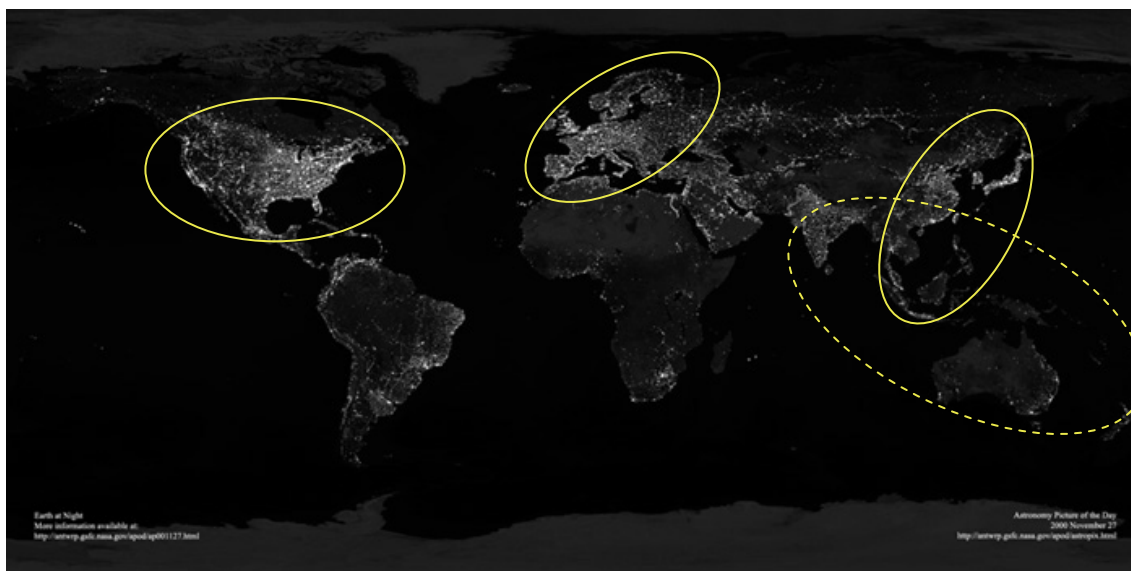 Earth at Night
More information available at:
http://antwrp.gsfc.nasa.gov/apod/ap001127.html
Astronomy Picture of the Day
2000 November 27
http://antwrp.gsfc.nasa.gov/apod/astropix.html